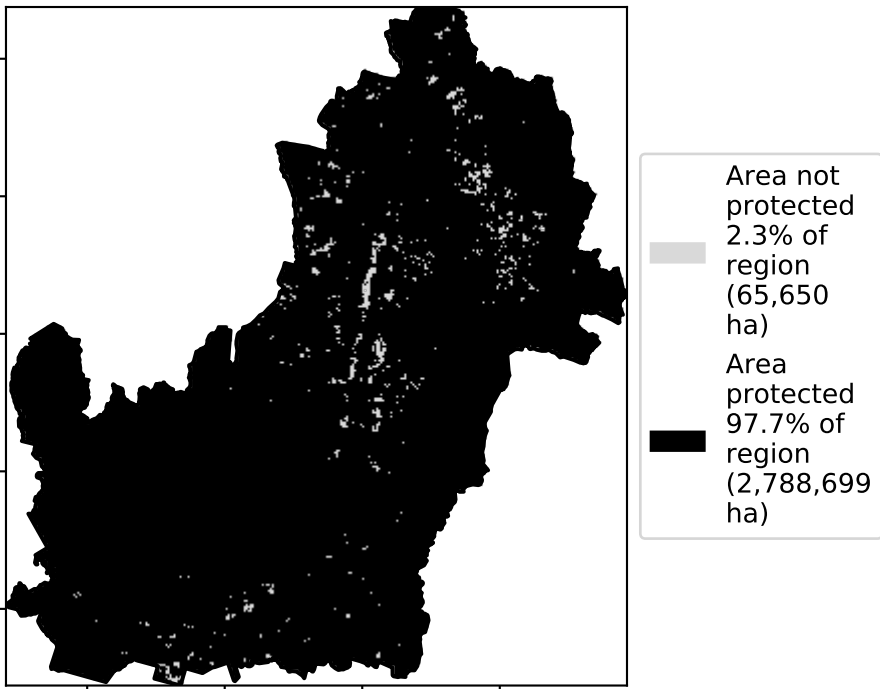 Area not
protected
2.3% of
region
(65,650
ha)
Area
protected
97.7% of
region
(2,788,699
ha)